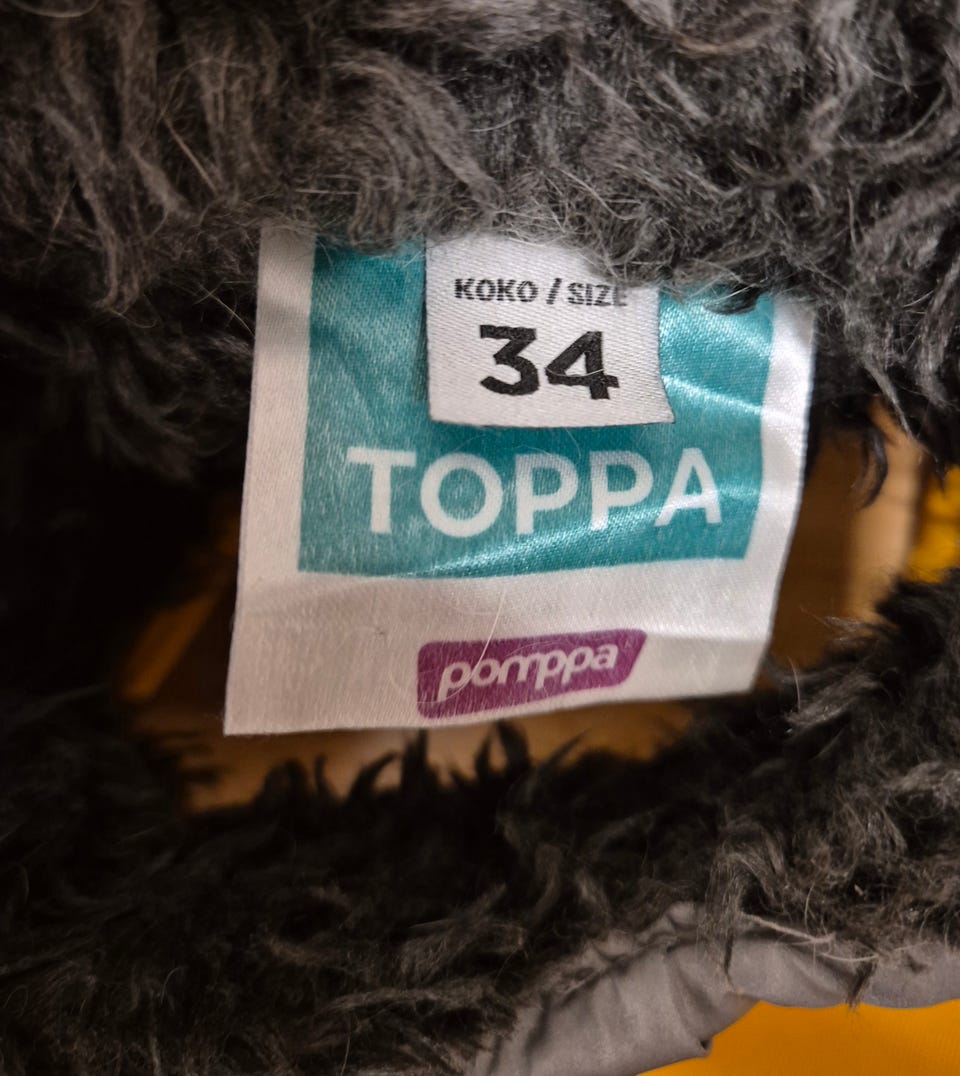 KOKO / SIZE
34
TOPPA
pomppa